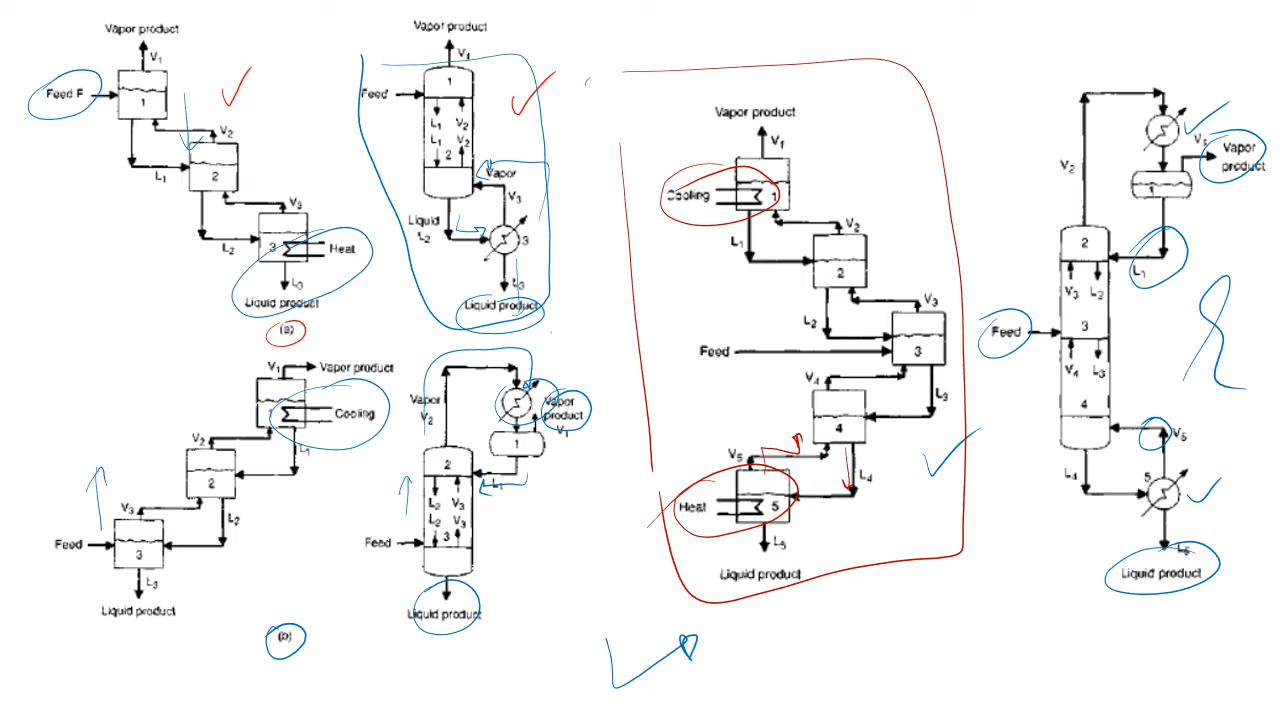 Vapor product
V1
Feed F
1
V2
L1
2
V3
L2
3
Heat
L3
Liquid product
(a)
Vapor product
V1
Feed
1
L1 V2
L1 V2
2
Vapor
V3
Liquid
L2
3
L3
Liquid product
V1
Vapor product
Cooling
V2
L1
2
V3
L2
Feed
3
L3
Liquid product
(b)
Vapor
V2
Vapor
product
V1
1
2
L1
L2 V3
L2 V3
3
Feed
Liquid product
Vapor product
V1
Cooling
1
L1
V2
2
L2
V3
Feed
3
V4
L3
4
V5
L4
Heat
5
L5
Liquid product
V1
Vapor
product
V2
1
2
L1
V3 L2
Feed
3
V4 L3
4
V5
L4
5
L5
Liquid product